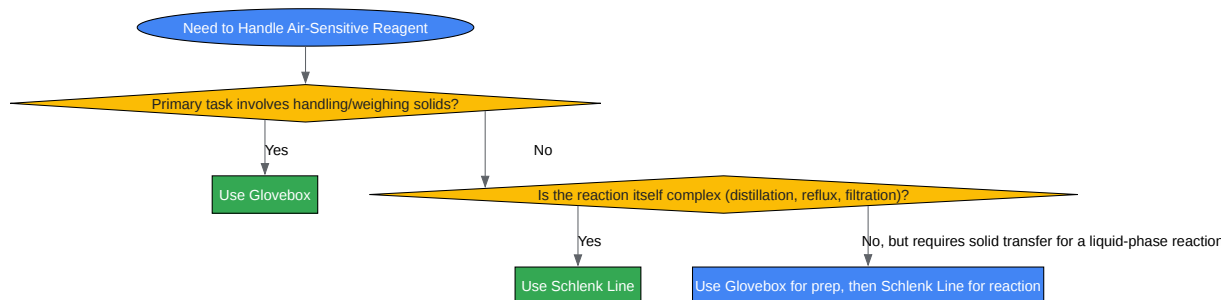 Need to Handle Air-Sensitive Reagent
Primary task involves handling/weighing solids?
Yes
No
Use Glovebox
Is the reaction itself complex (distillation, reflux, filtration)?
Yes
No, but requires solid transfer for a liquid-phase reaction
Use Schlenk Line
Use Glovebox for prep, then Schlenk Line for reaction